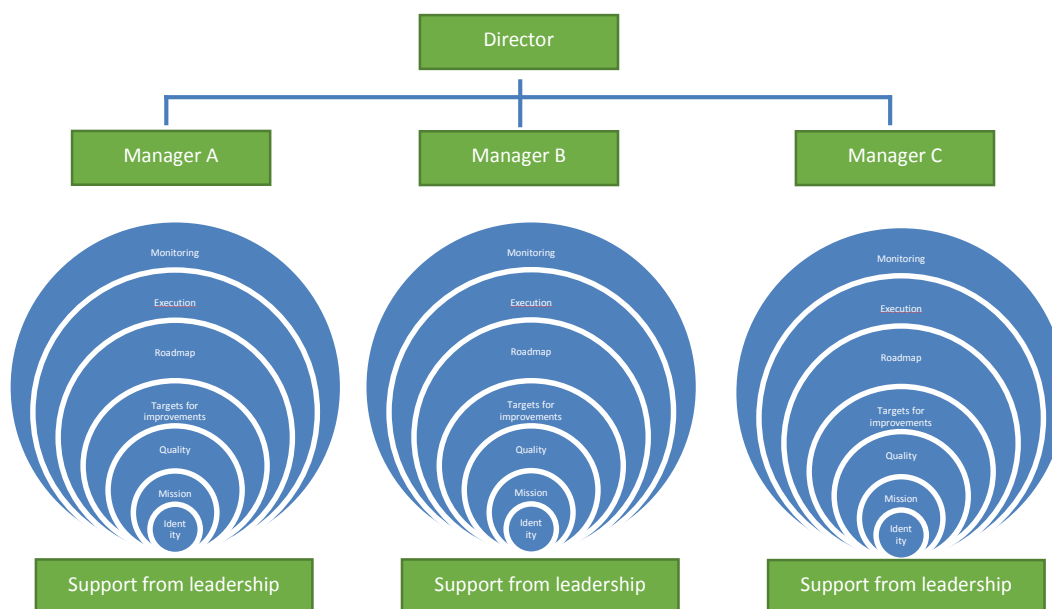 Director
Manager A
Manager B
Manager C
Monitoring
Execution
Roadmap
Targets for
improvements
Quality
Mission
Ident
ity
Support from leadership
Monitoring
Execution
Roadmap
Targets for
improvements
Quality
Mission
Ident
ity
Support from leadership
Monitoring
Execution
Roadmap
Targets for
improvements
Quality
Mission
Ident
ity
Support from leadership